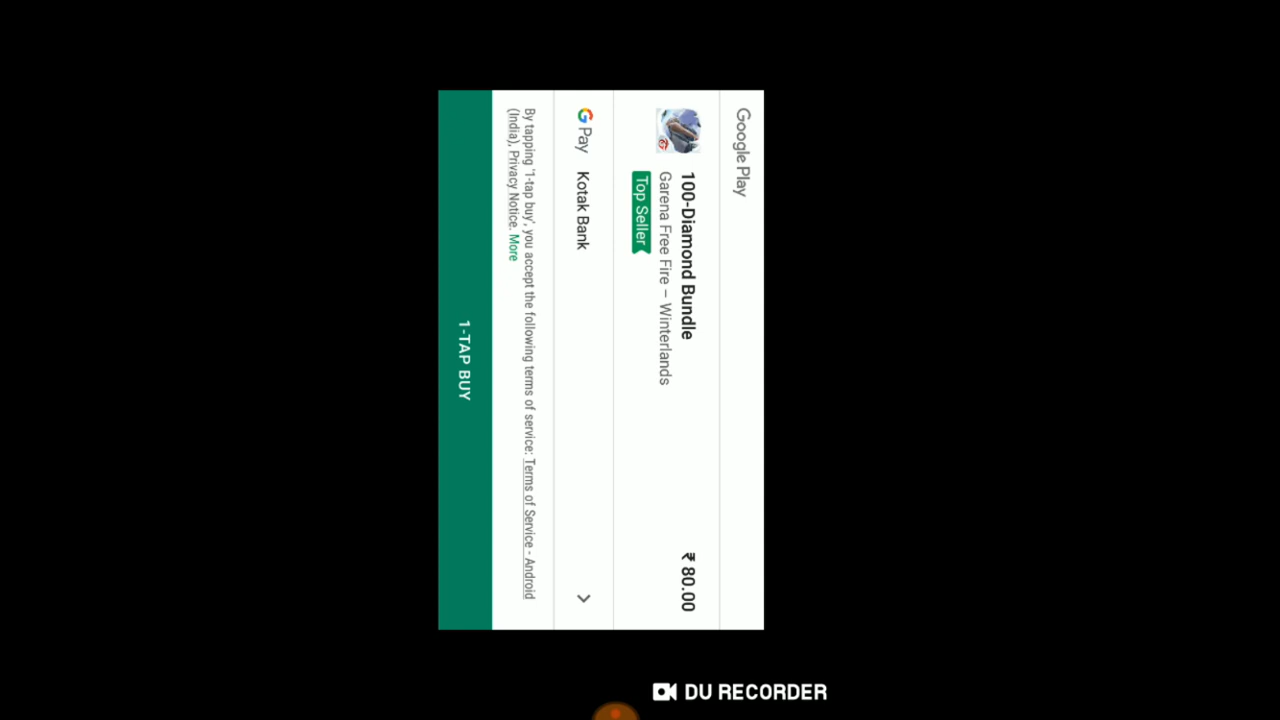 Google Play
100-Diamond Bundle
₹ 80.00
Garena Free Fire – Winterlands
Top Seller
G Pay
Kotak Bank
By tapping '1-tap buy', you accept the following terms of service: Terms of Service - Android
(India), Privacy Notice. More
1-TAP BUY
DU RECORDER